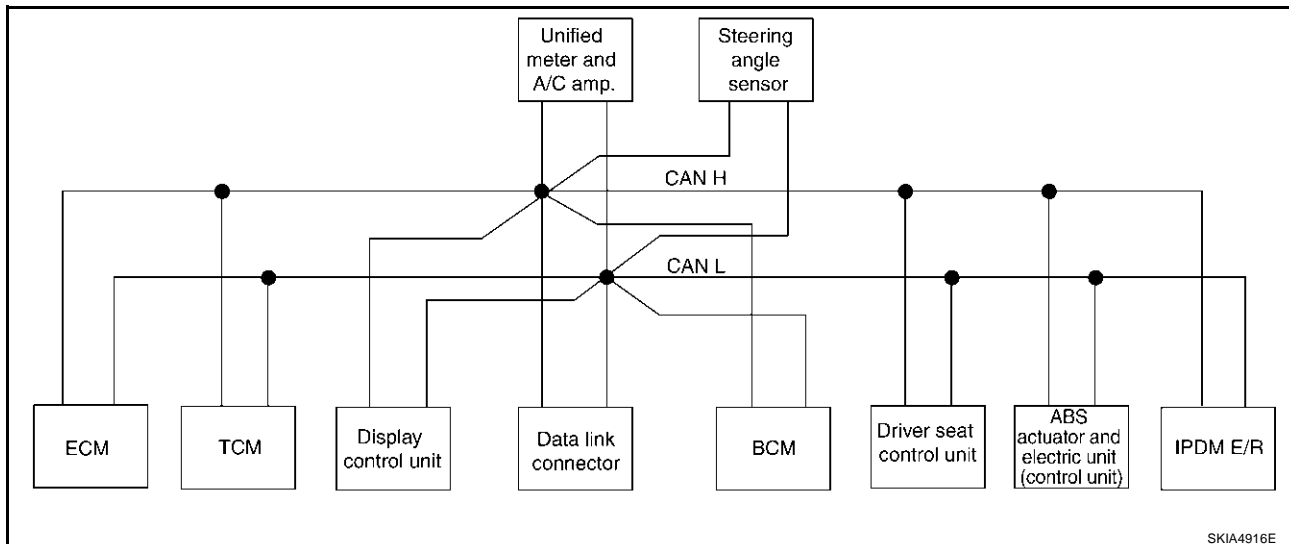 Unified
meter and
A/C amp.
Steering
angle
sensor
CAN H
CAN L
ECM
TCM
Display
control unit
Data link
connector
BCM
Driver seat
control unit
ABS
actuator and
electric unit
(control unit)
IPDM E/R
SKIA4916E